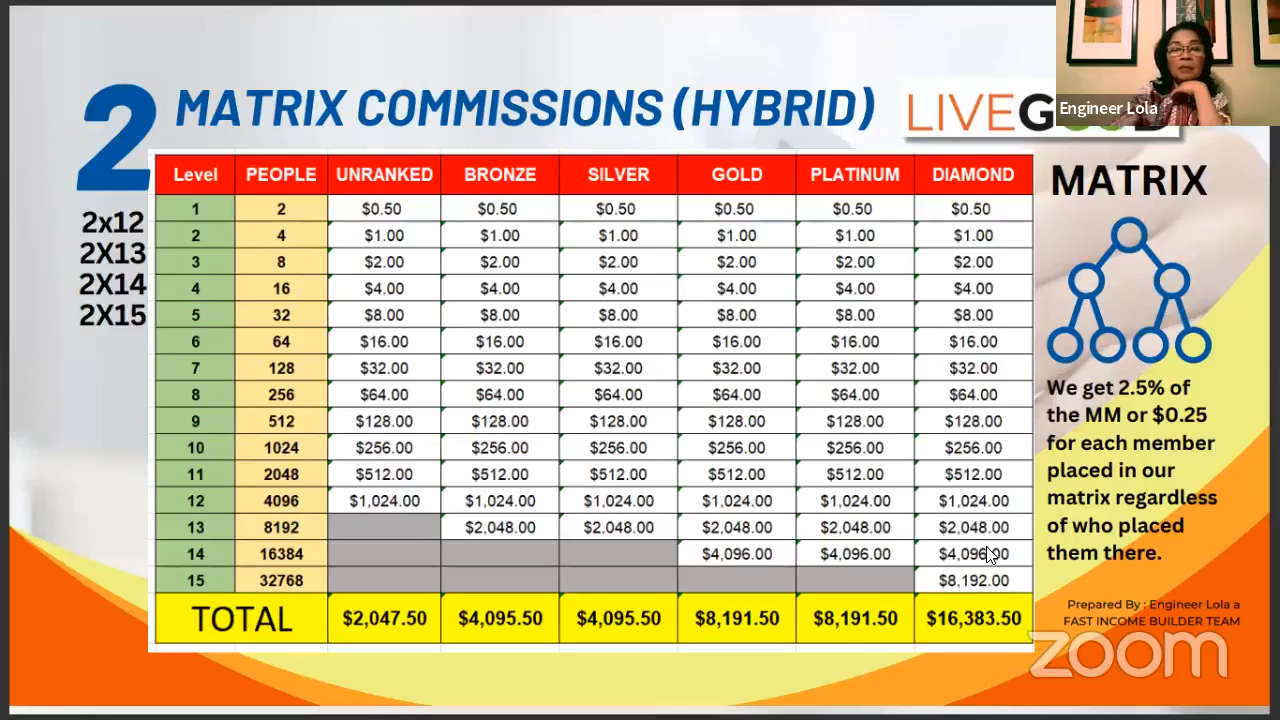 2
MATRIX COMMISSIONS (HYBRID)
LIVEG
Engineer Lola
2x12
2X13
2X14
2X15
Level PEOPLE UNRANKED BRONZE SILVER GOLD PLATINUM DIAMOND
1 2 $0.50 $0.50 $0.50 $0.50 $0.50 $0.50
2 4 $1.00 $1.00 $1.00 $1.00 $1.00 $1.00
3 8 $2.00 $2.00 $2.00 $2.00 $2.00 $2.00
4 16 $4.00 $4.00 $4.00 $4.00 $4.00 $4.00
5 32 $8.00 $8.00 $8.00 $8.00 $8.00 $8.00
6 64 $16.00 $16.00 $16.00 $16.00 $16.00 $16.00
7 128 $32.00 $32.00 $32.00 $32.00 $32.00 $32.00
8 256 $64.00 $64.00 $64.00 $64.00 $64.00 $64.00
9 512 $128.00 $128.00 $128.00 $128.00 $128.00 $128.00
10 1024 $256.00 $256.00 $256.00 $256.00 $256.00 $256.00
11 2048 $512.00 $512.00 $512.00 $512.00 $512.00 $512.00
12 4096 $1,024.00 $1,024.00 $1,024.00 $1,024.00 $1,024.00 $1,024.00
13 8192 $2,048.00 $2,048.00 $2,048.00 $2,048.00 $2,048.00
14 16384 $4,096.00 $4,096.00 $4,096.00
15 32768 $8,192.00
TOTAL $2,047.50 $4,095.50 $4,095.50 $8,191.50 $8,191.50 $16,383.50
MATRIX
We get 2.5% of
the MM or $0.25
for each member
placed in our
matrix regardless
of who placed
them there.
Prepared By : Engineer Lola a
FAST INCOME BUILDER TEAM
zoom